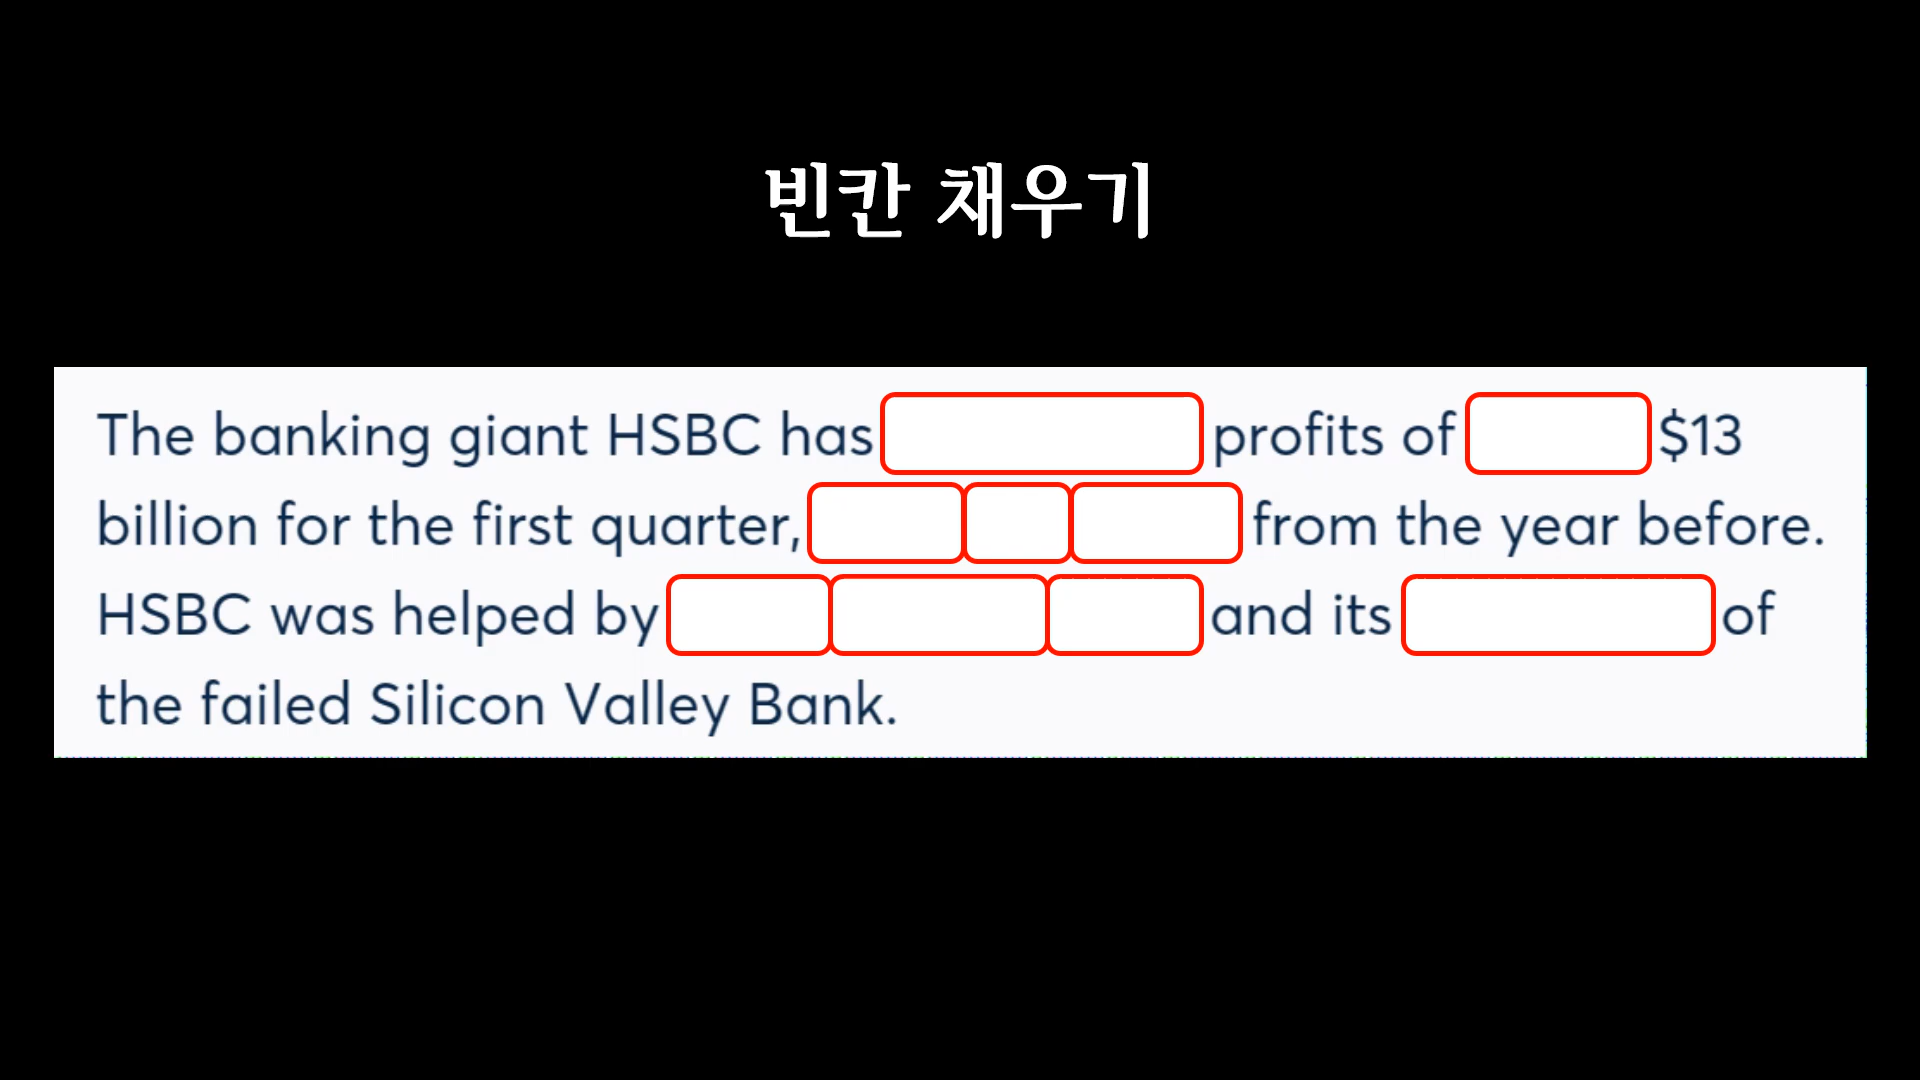 빈칸 채우기
The banking giant HSBC has profits of $13
billion for the first quarter, from the year before.
HSBC was helped by and its of
the failed Silicon Valley Bank.